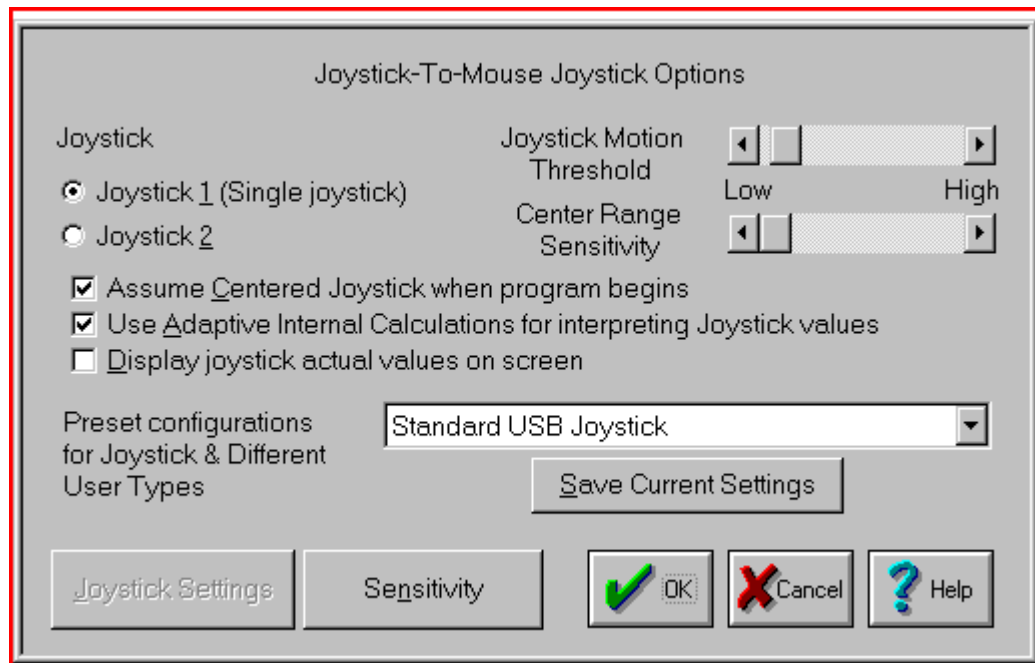 Joystick-To-Mouse Joystick Options
Joystick
Joystick 1 (Single joystick)
Joystick 2
Joystick Motion
Threshold
Low High
Center Range
Sensitivity
Assume Centered Joystick when program begins
Use Adaptive Internal Calculations for interpreting Joystick values
Display joystick actual values on screen
Preset configurations
for Joystick & Different
User Types
Standard USB Joystick
Save Current Settings
Joystick Settings
Sensitivity
OK
Cancel
Help